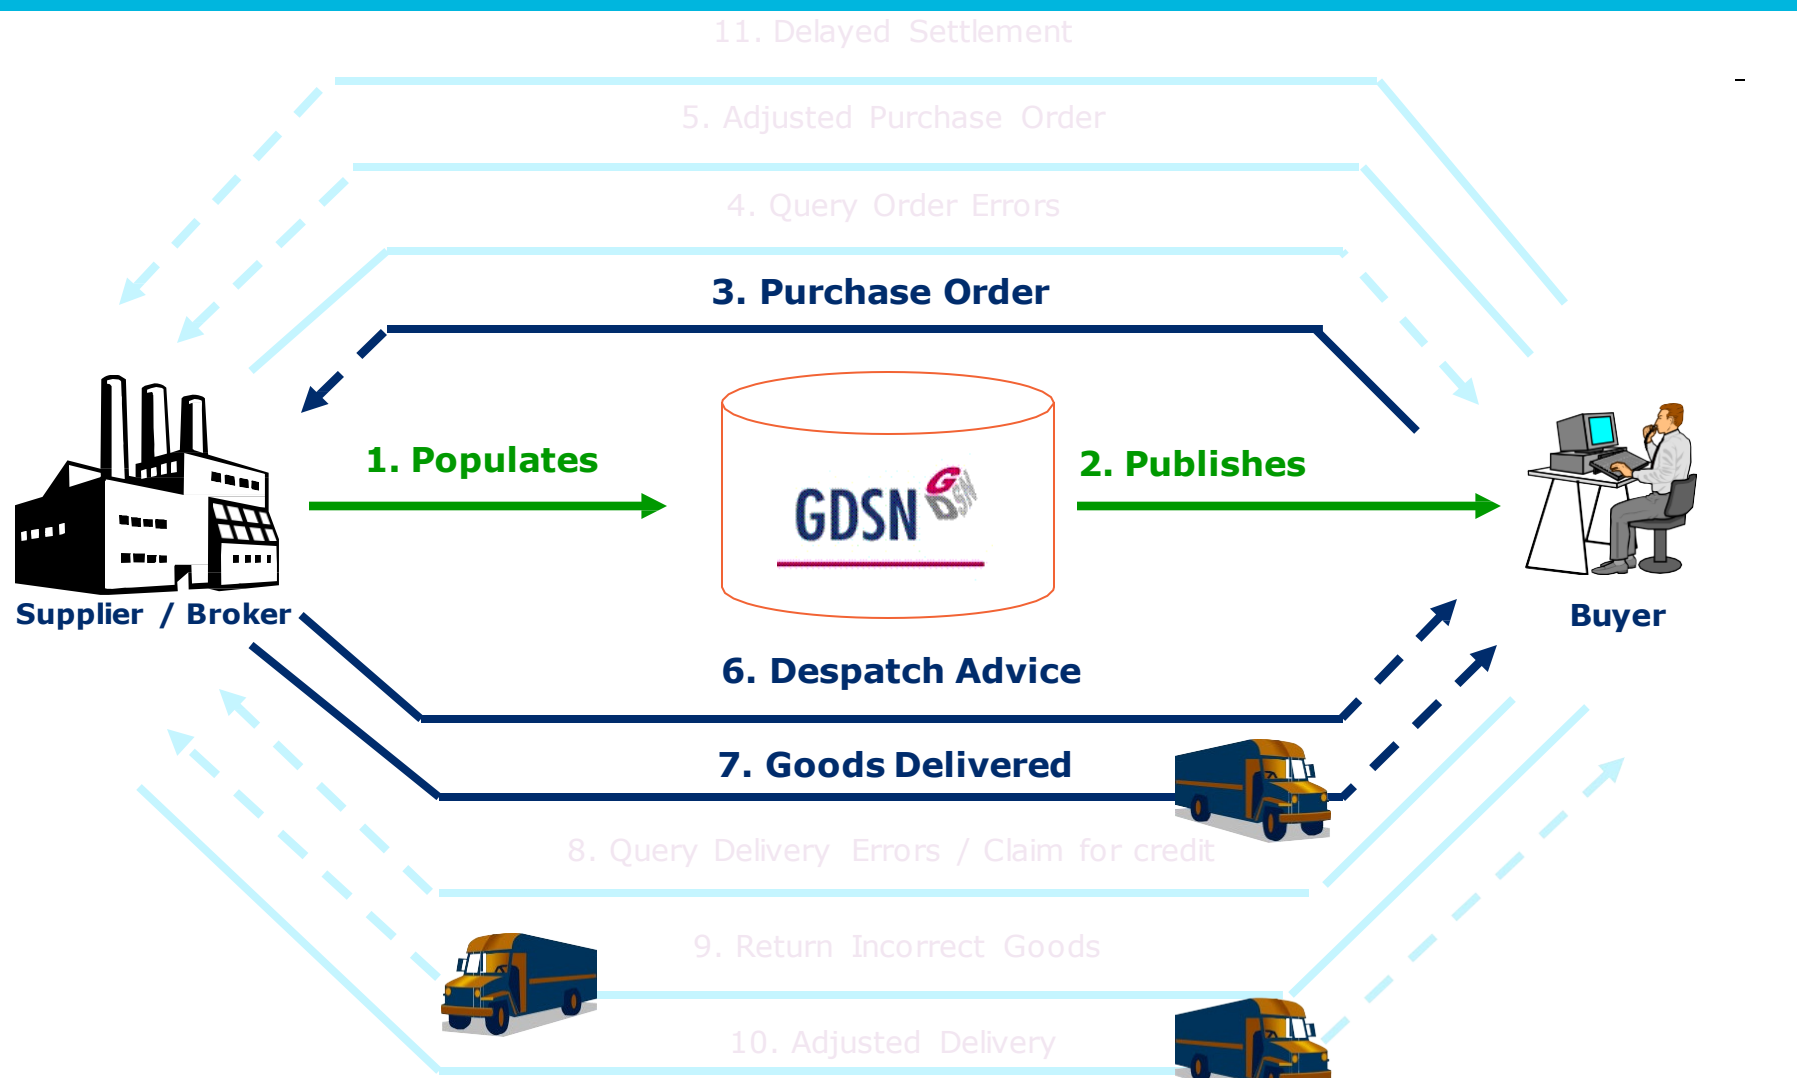 11. Delayed Settlement
5. Adjusted Purchase Order
4. Query Order Errors
3. Purchase Order
1. Populates
2. Publishes
GDSN
G
DSN
Supplier / Broker
Buyer
6. Despatch Advice
7. Goods Delivered
8. Query Delivery Errors / Claim for credit
9. Return Incorrect Goods
10. Adjusted Delivery